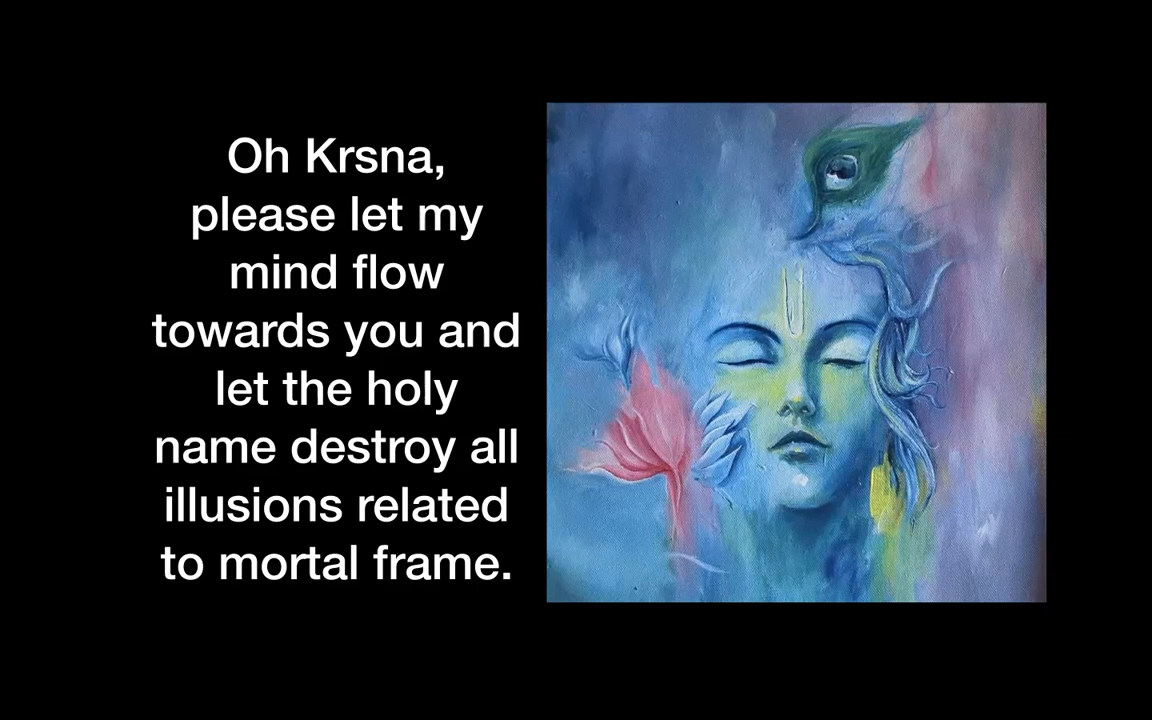 Oh Krsna,
please let my
mind flow
towards you and
let the holy
name destroy all
illusions related
to mortal frame.